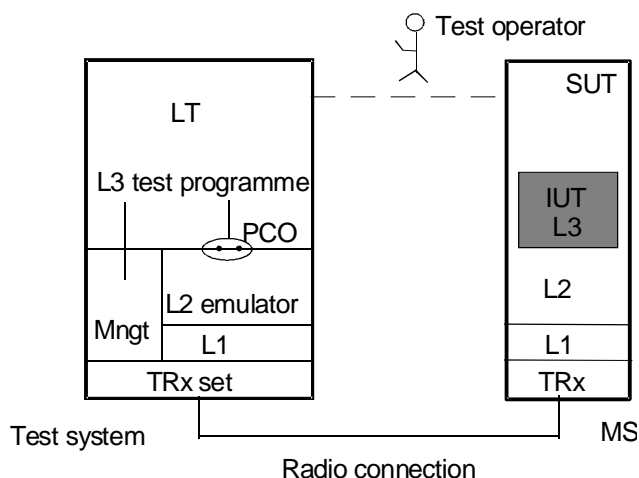 Test operator
SUT
LT
L3 test programme
IUT
L3
PCO
L2 emulator
L2
Mngt
L1
L1
TRx set
TRx
Test system
MS
Radio connection